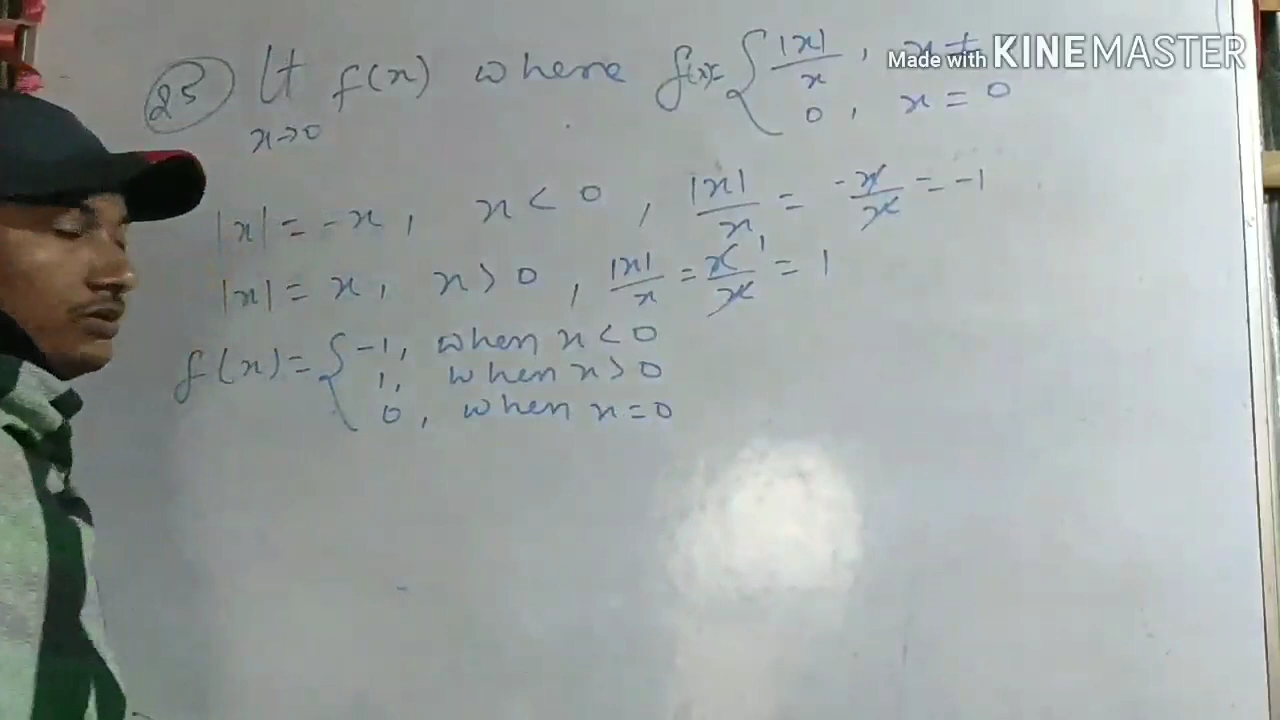 25 lt x→0 f(x) where f(x)= { |x|/x , x ≠
0 , x = 0
Made with KINEMASTER
|x| = -x , x < 0 , |x|/x = -x/x = -1
|x| = x , x > 0 , |x|/x = x/x 1 = 1
f(x) = { -1, when x < 0
1, when x > 0
0 , when x = 0